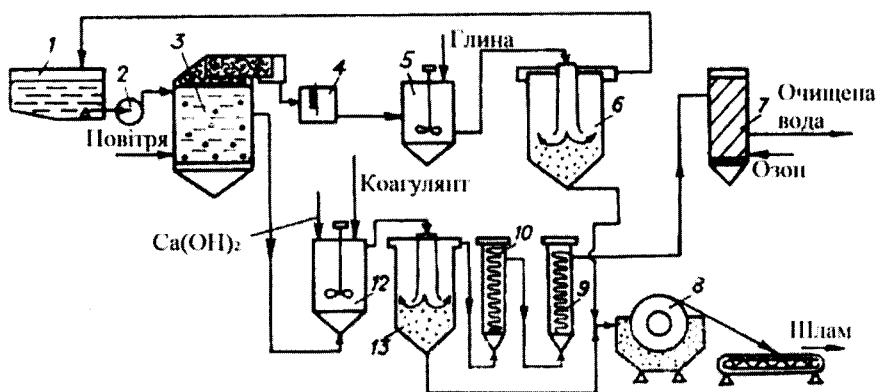 1
2
3
4
5
Глина
6
7
Очищена
вода
Озон
Повітря
Коагулянт
Ca(OH)₂
12
13
10
9
8
Шлам